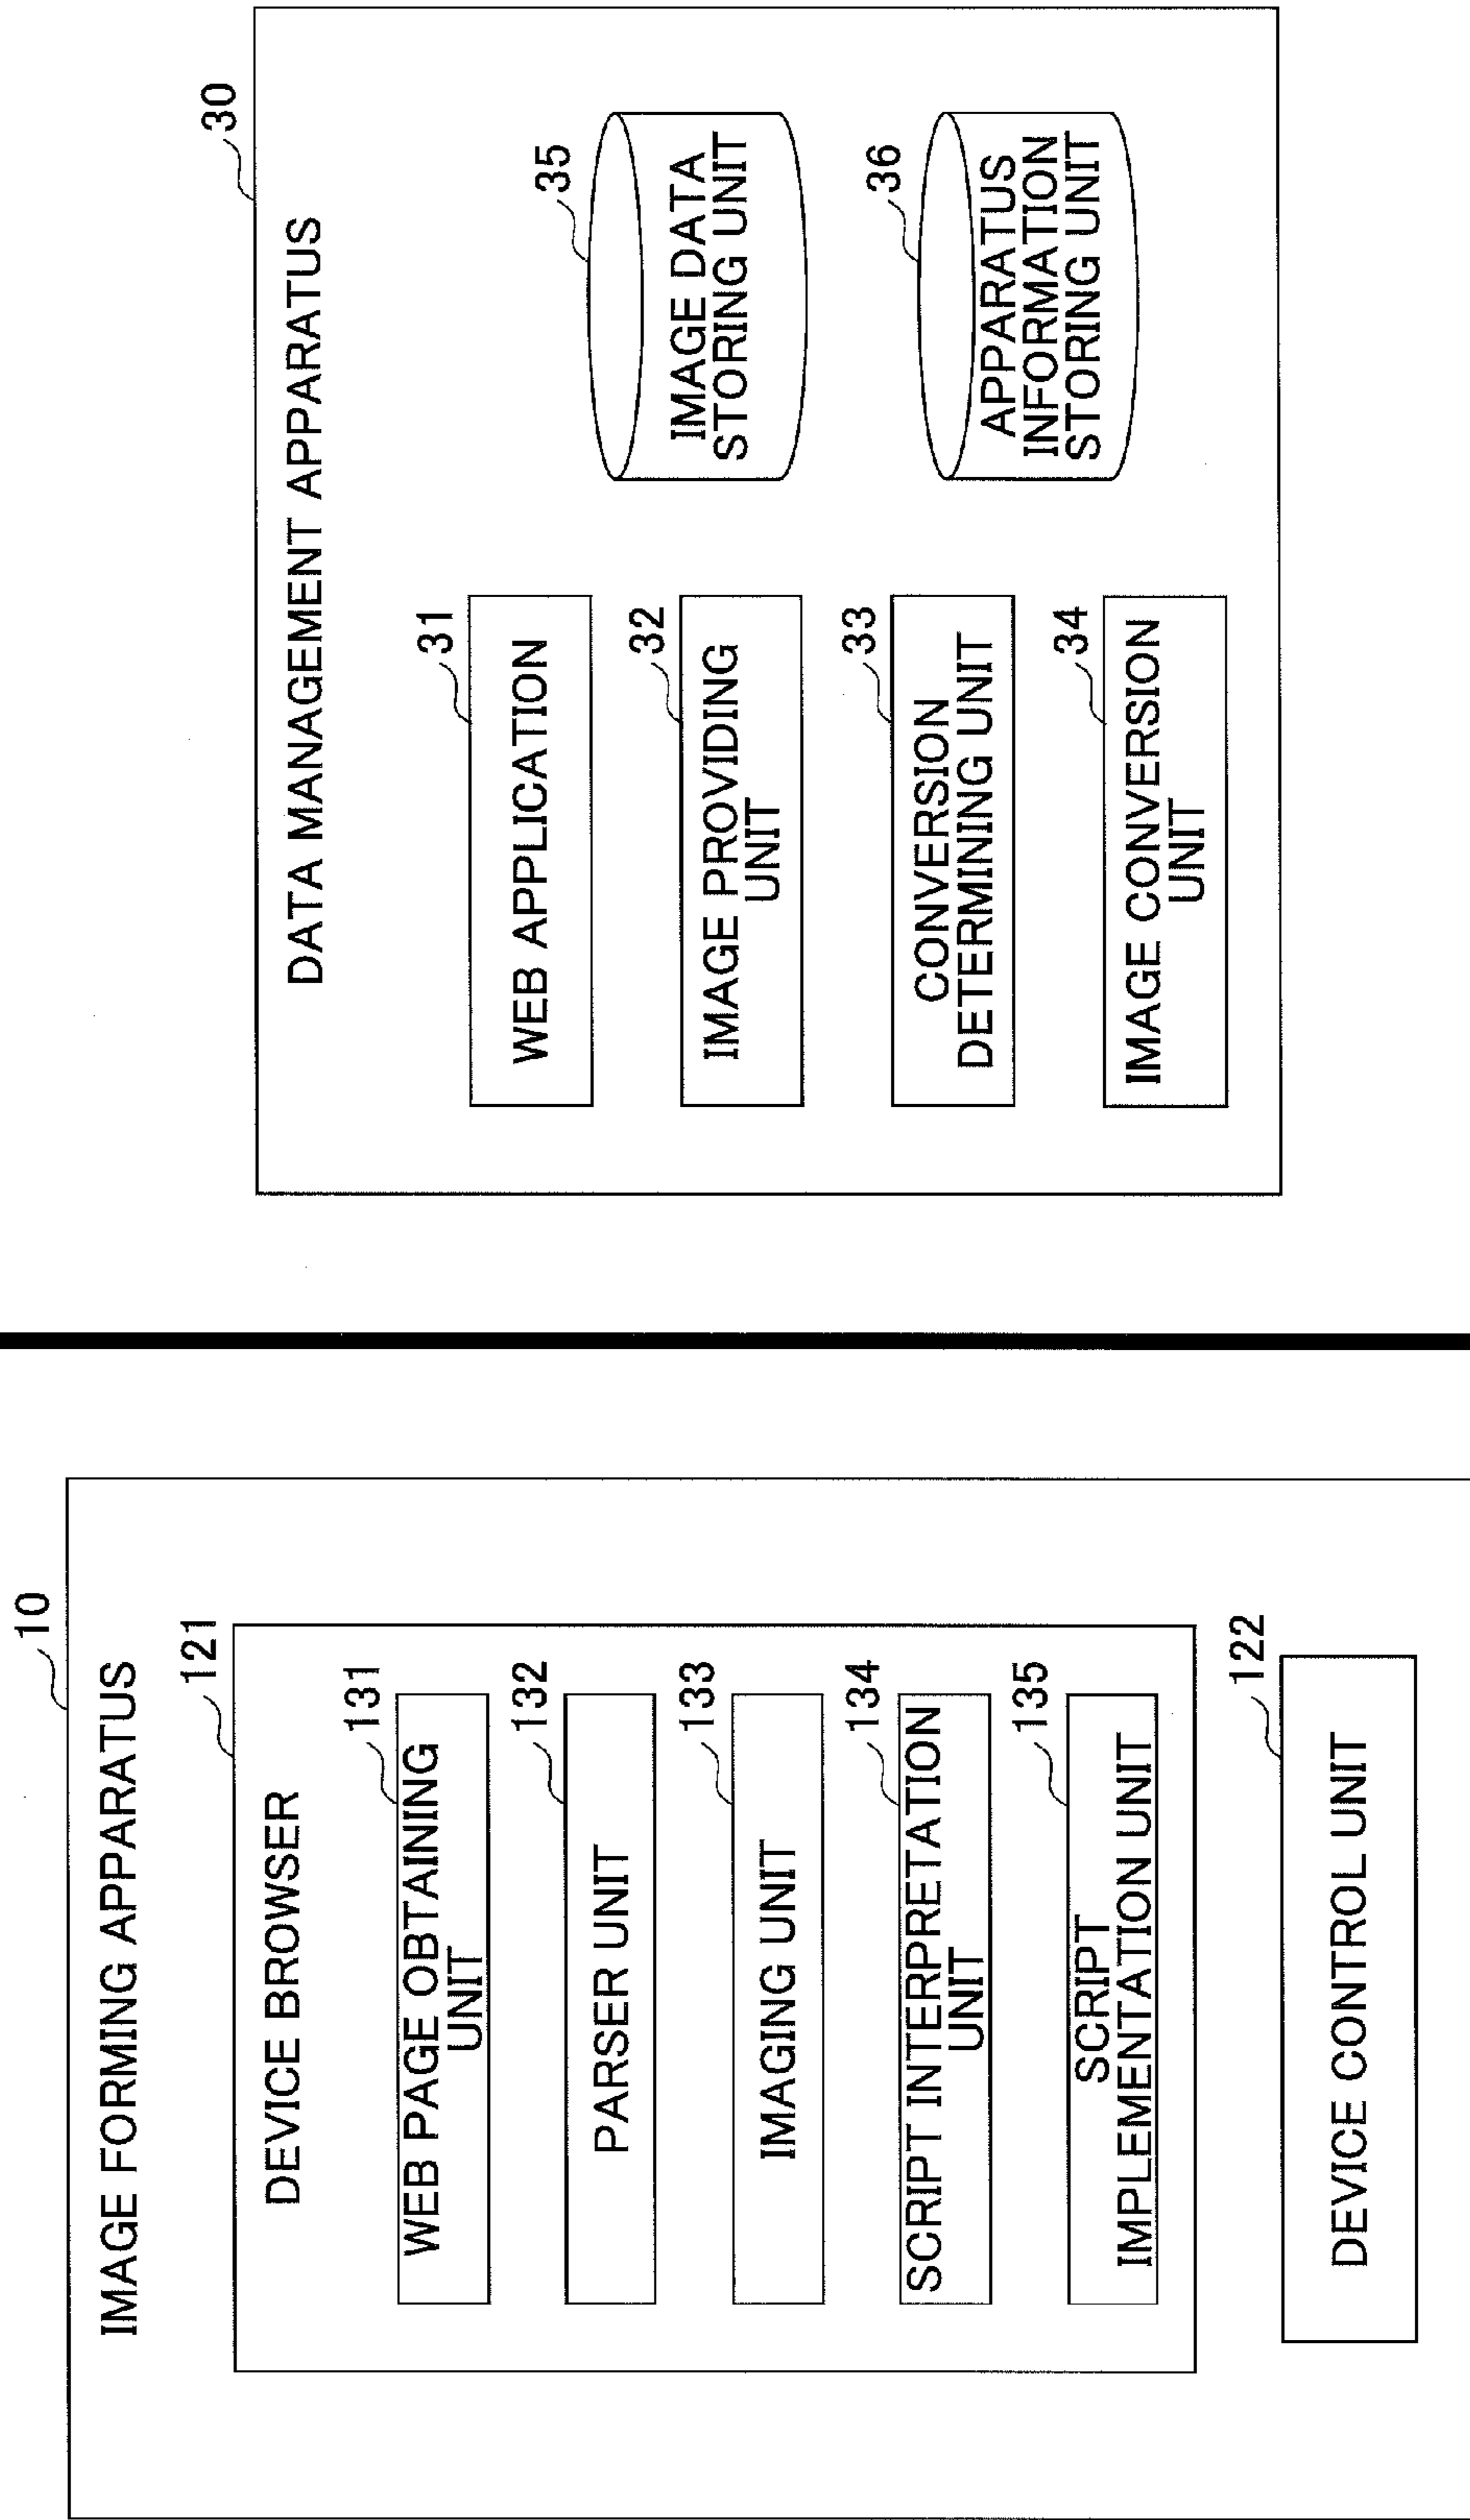 10
IMAGE FORMING APPARATUS
121
DEVICE BROWSER
131
WEB PAGE OBTAINING
UNIT
132
PARSER UNIT
133
IMAGING UNIT
134
SCRIPT INTERPRETATION
UNIT
135
SCRIPT
IMPLEMENTATION UNIT
122
DEVICE CONTROL UNIT
30
DATA MANAGEMENT APPARATUS
31
WEB APPLICATION
32
IMAGE PROVIDING
UNIT
33
CONVERSION
DETERMINING UNIT
34
IMAGE CONVERSION
UNIT
35
IMAGE DATA
STORING UNIT
36
APPARATUS
INFORMATION
STORING UNIT